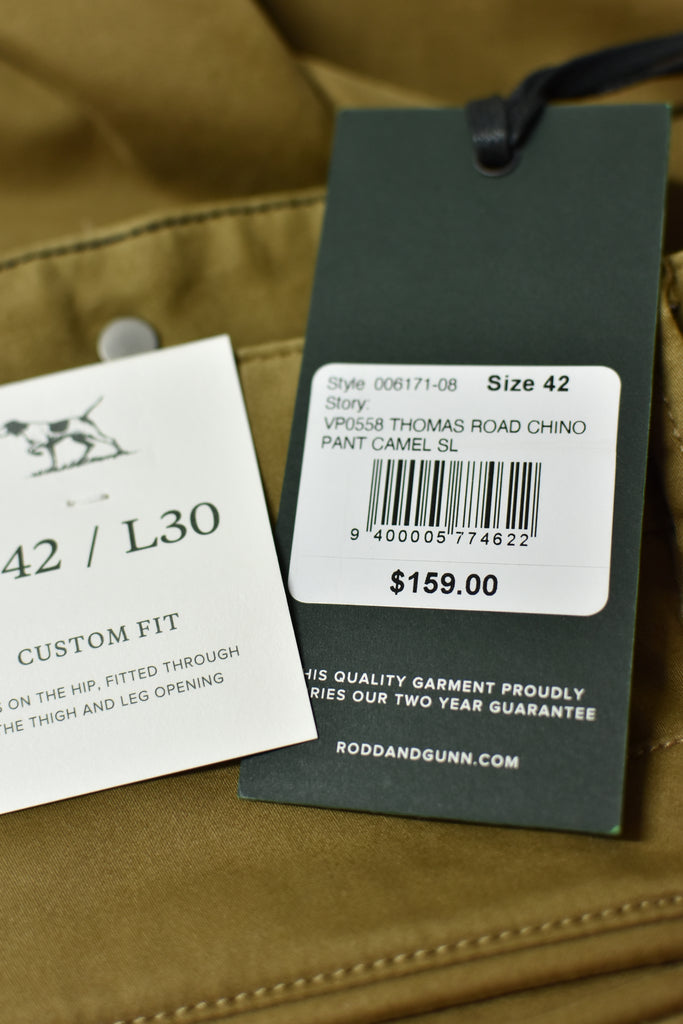 Style 006171-08 Size 42
Story:
VP0558 THOMAS ROAD CHINO
PANT CAMEL SL
9 400005 774622
$159.00
HIS QUALITY GARMENT PROUDLY
RIES OUR TWO YEAR GUARANTEE
RODDANDGUNN.COM
42 / L30
CUSTOM FIT
S ON THE HIP, FITTED THROUGH
THE THIGH AND LEG OPENING